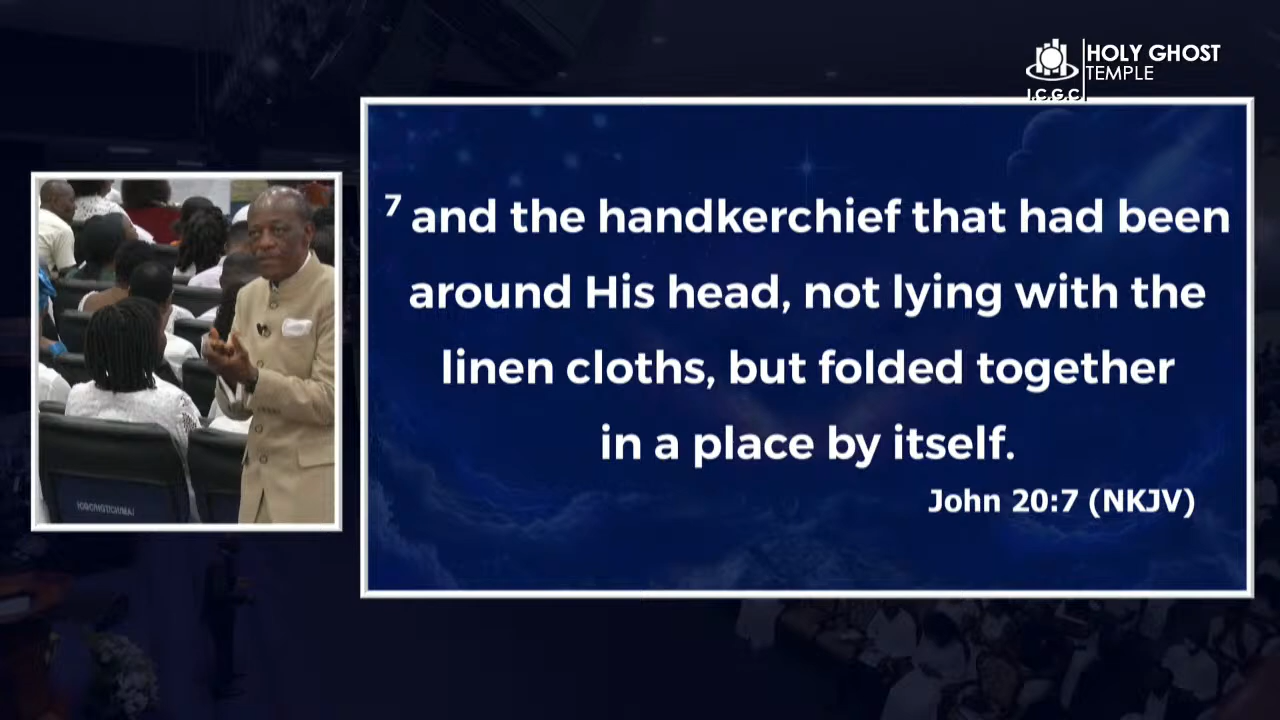 HOLY GHOST
TEMPLE
I.C.G.C
7 and the handkerchief that had been
around His head, not lying with the
linen cloths, but folded together
in a place by itself.
John 20:7 (NKJV)